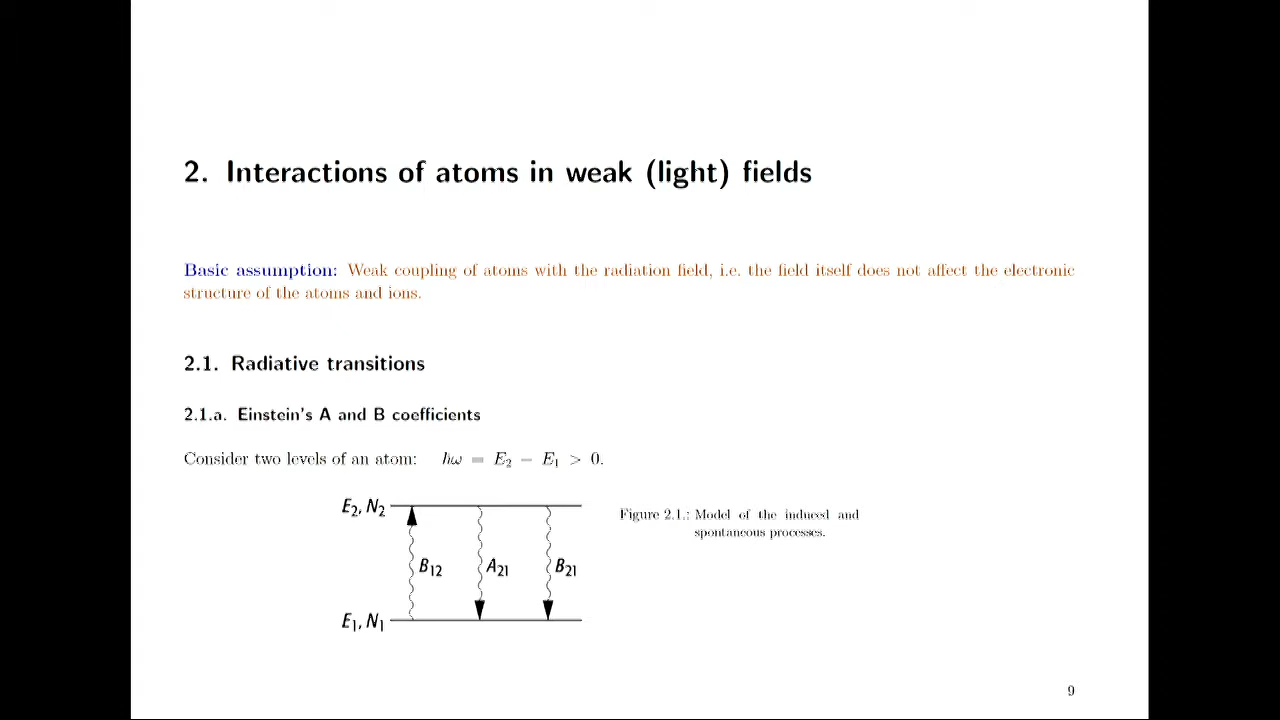 2. Interactions of atoms in weak (light) fields
Basic assumption: Weak coupling of atoms with the radiation field, i.e. the field itself does not affect the electronic
structure of the atoms and ions.
2.1. Radiative transitions
2.1.a. Einstein's A and B coefficients
Consider two levels of an atom: ħω = E₂ − E₁ > 0.
E₂, N₂
Figure 2.1.: Model of the induced and
spontaneous processes.
B₁₂ A₂₁ B₂₁
E₁, N₁
9